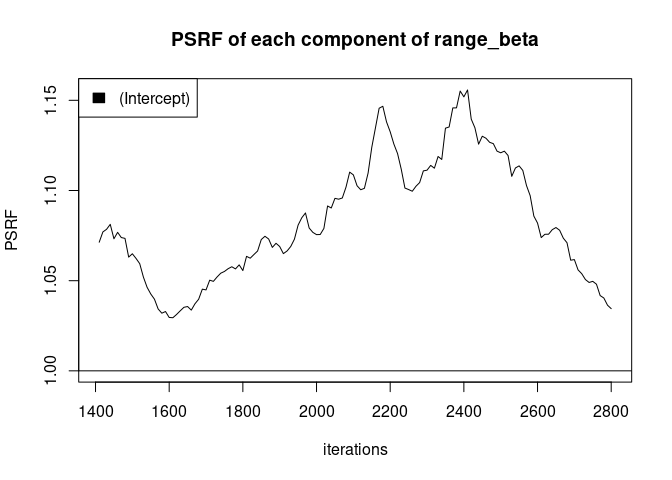 PSRF of each component of range_beta
(Intercept)
PSRF
1.15
1.10
1.05
1.00
1400 1600 1800 2000 2200 2400 2600 2800
iterations